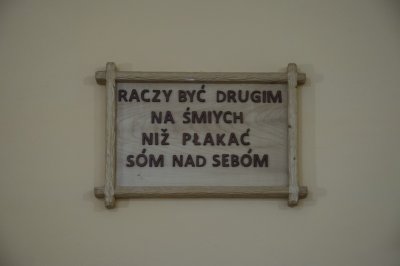 RACZY BYĆ DRUGIM
NA ŚMIYCH
NIŻ PŁAKAĆ
SÓM NAD SEBÓM